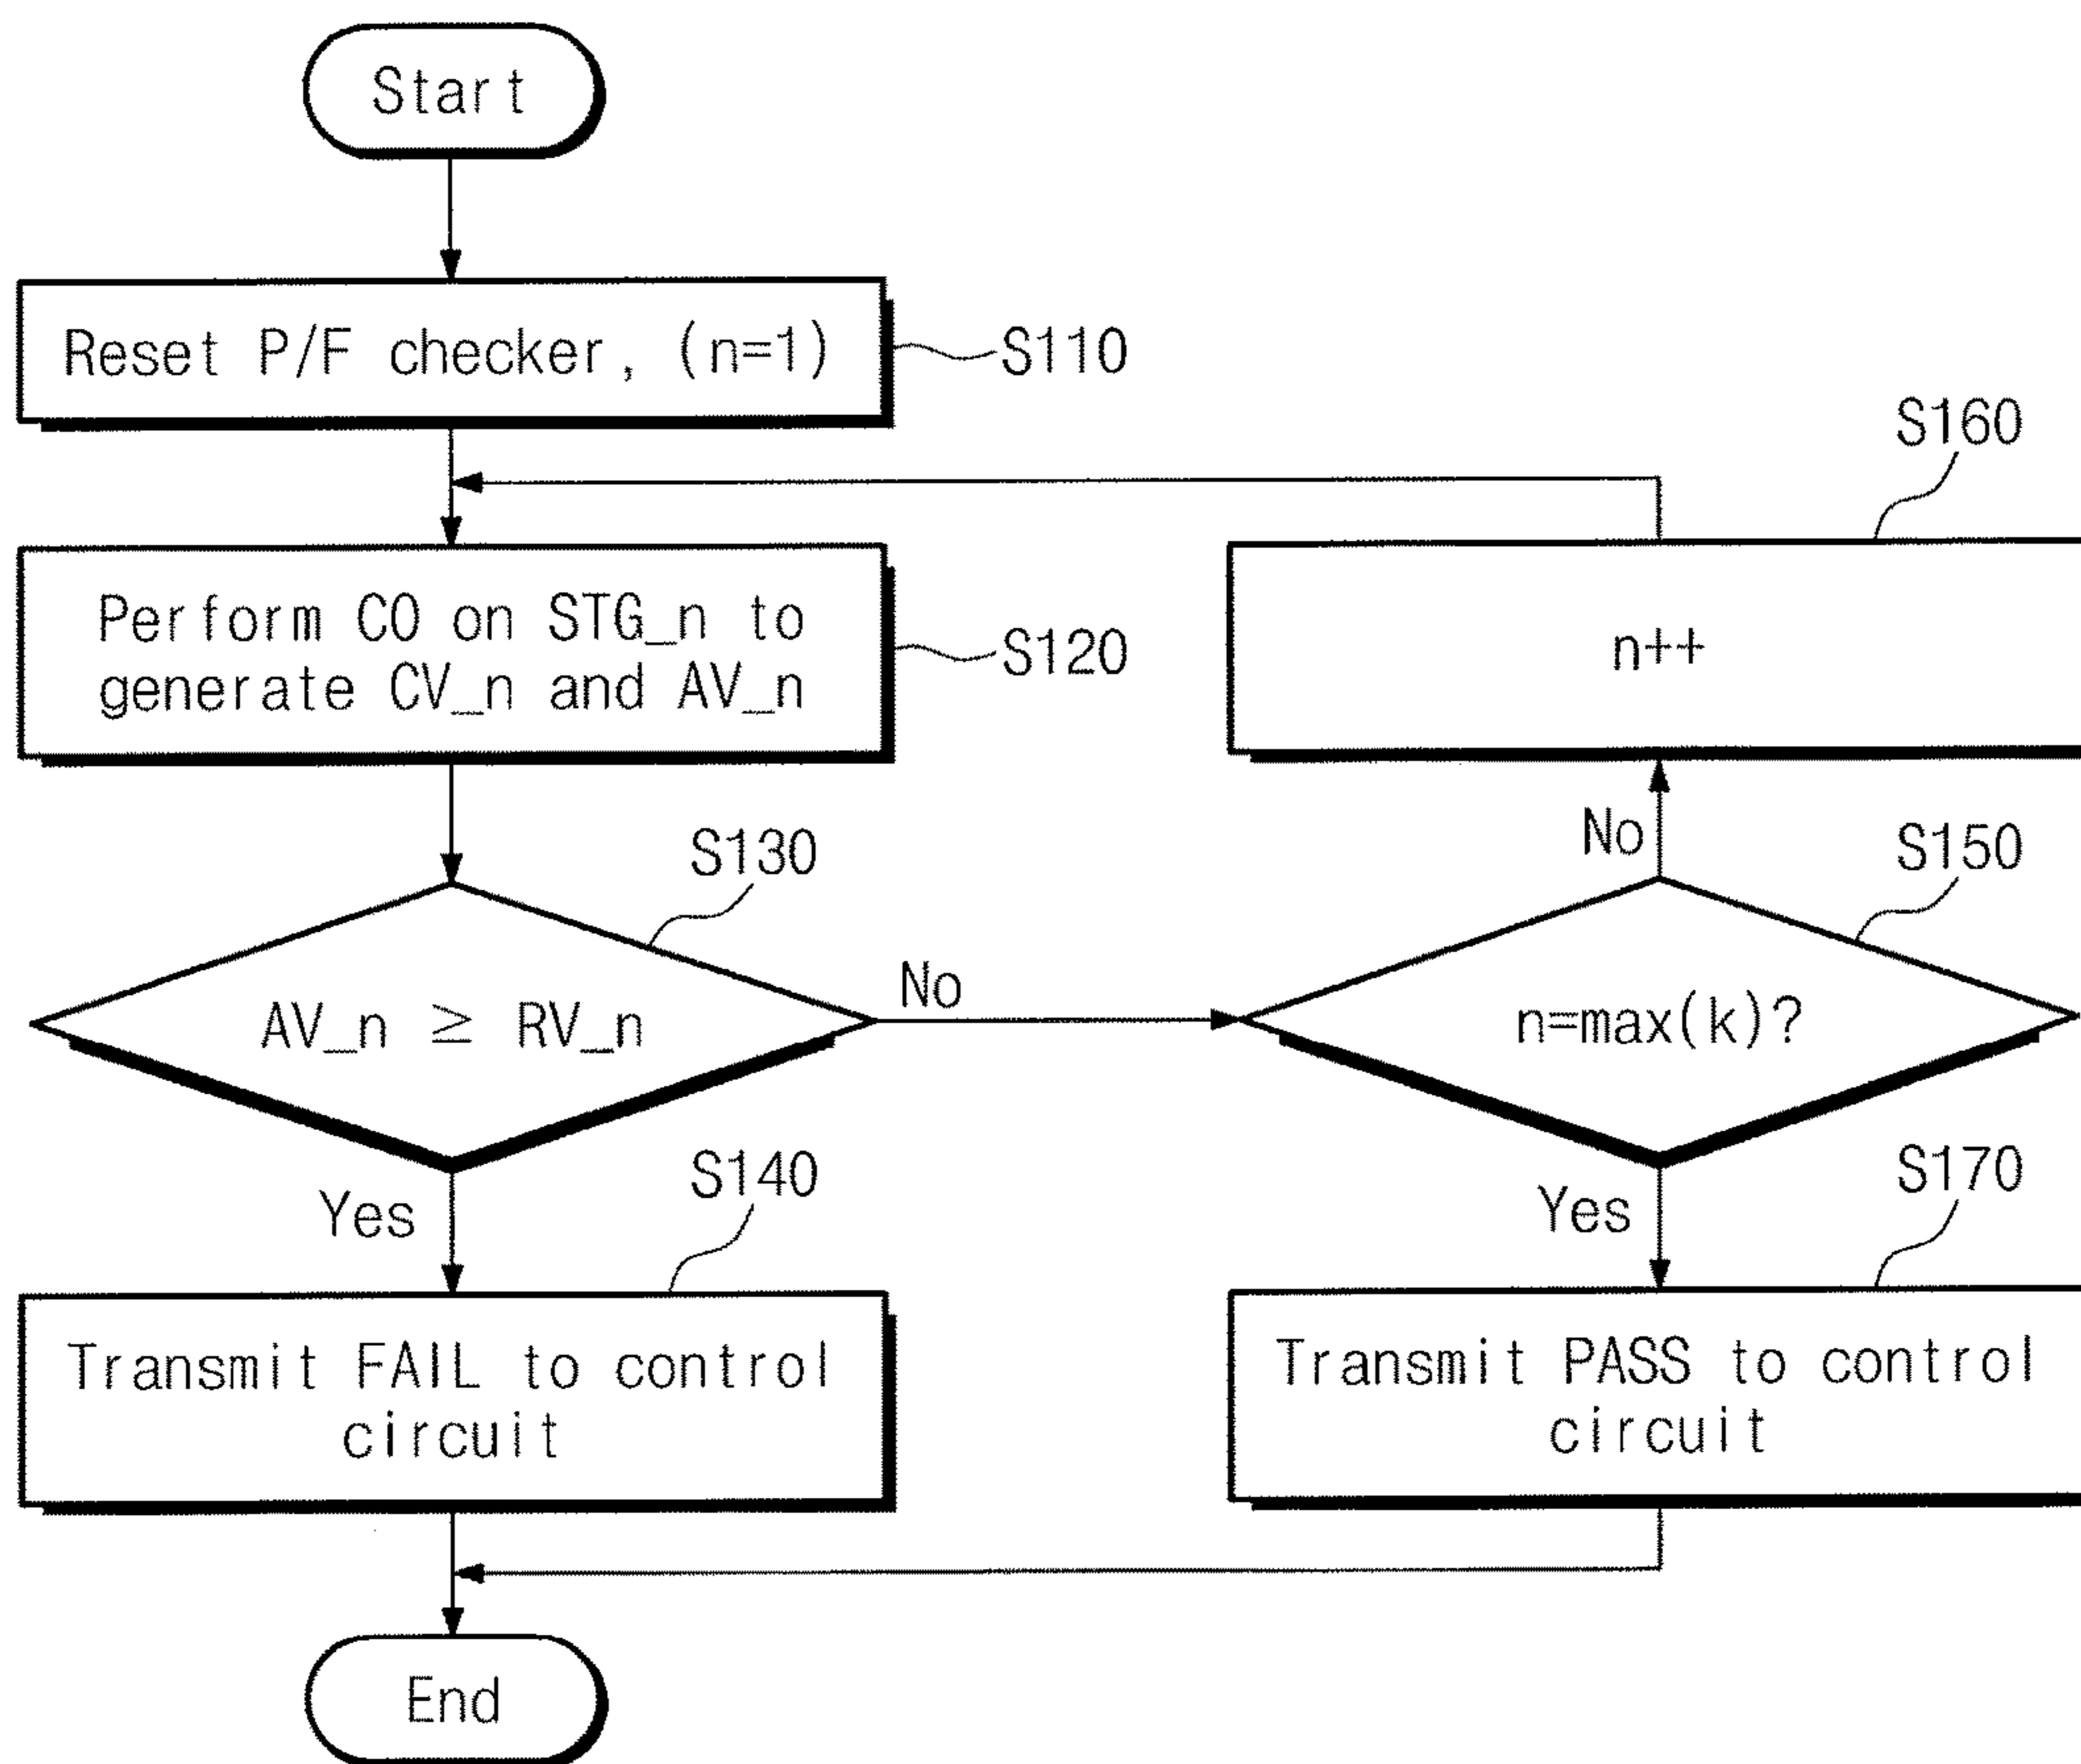 Start
Reset P/F checker, (n=1)
S110
Perform CO on STG_n to
generate CV_n and AV_n
S120
S130
AV_n ≥ RV_n
No
Yes
S140
Transmit FAIL to control
circuit
S160
n++
No
S150
n=max(k)?
Yes
S170
Transmit PASS to control
circuit
End